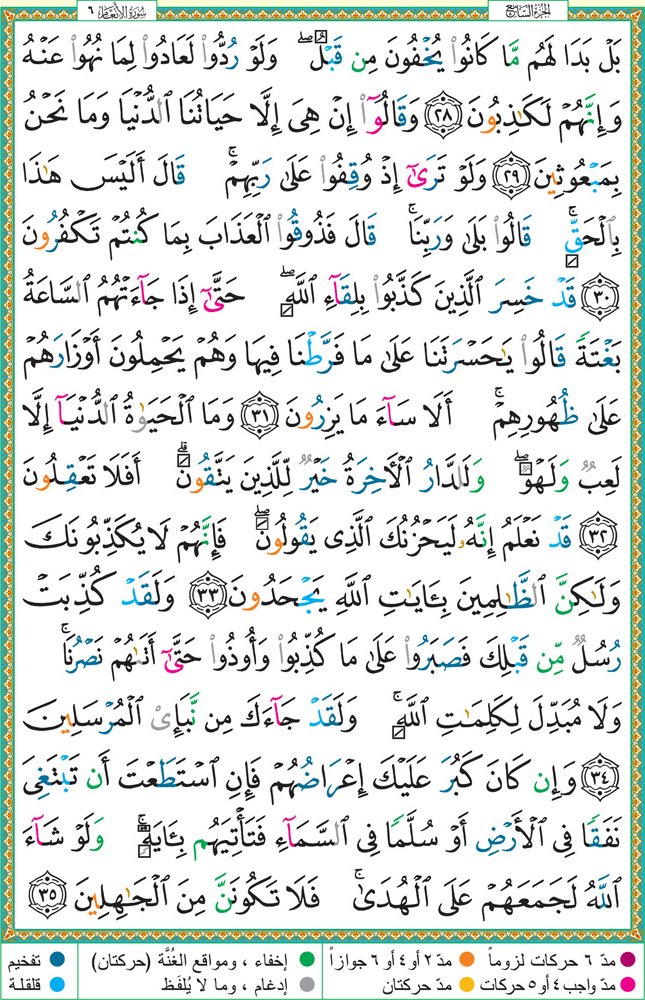 الجزء السابع
سورة الأنعام ٦
بَلْ بَدَا لَهُم مَّا كَانُوا۟ يُخْفُونَ مِن قَبْلُ ۖ وَلَوْ رُدُّوا۟ لَعَادُوا۟ لِمَا نُهُوا۟ عَنْهُ
وَإِنَّهُمْ لَكَـٰذِبُونَ ٢٨ وَقَالُوٓا۟ إِنْ هِىَ إِلَّا حَيَاتُنَا ٱلدُّنْيَا وَمَا نَحْنُ
بِمَبْعُوثِينَ ٢٩ وَلَوْ تَرَىٰٓ إِذْ وُقِفُوا۟ عَلَىٰ رَبِّهِمْ ۚ قَالَ أَلَيْسَ هَـٰذَا
بِٱلْحَقِّ ۚ قَالُوا۟ بَلَىٰ وَرَبِّنَا ۚ قَالَ فَذُوقُوا۟ ٱلْعَذَابَ بِمَا كُنتُمْ تَكْفُرُونَ
٣٠ قَدْ خَسِرَ ٱلَّذِينَ كَذَّبُوا۟ بِلِقَآءِ ٱللَّهِ ۖ حَتَّىٰٓ إِذَا جَآءَتْهُمُ ٱلسَّاعَةُ
بَغْتَةً قَالُوا۟ يَـٰحَسْرَتَنَا عَلَىٰ مَا فَرَّطْنَا فِيهَا وَهُمْ يَحْمِلُونَ أَوْزَارَهُمْ
عَلَىٰ ظُهُورِهِمْ ۚ أَلَا سَآءَ مَا يَزِرُونَ ٣١ وَمَا ٱلْحَيَوٰةُ ٱلدُّنْيَآ إِلَّا
لَعِبٌ وَلَهْوٌ ۖ وَلَلدَّارُ ٱلْـَٔاخِرَةُ خَيْرٌ لِّلَّذِينَ يَتَّقُونَ ۗ أَفَلَا تَعْقِلُونَ
٣٢ قَدْ نَعْلَمُ إِنَّهُۥ لَيَحْزُنُكَ ٱلَّذِى يَقُولُونَ ۖ فَإِنَّهُمْ لَا يُكَذِّبُونَكَ
وَلَـٰكِنَّ ٱلظَّـٰلِمِينَ بِـَٔايَـٰتِ ٱللَّهِ يَجْحَدُونَ ٣٣ وَلَقَدْ كُذِّبَتْ
رُسُلٌ مِّن قَبْلِكَ فَصَبَرُوا۟ عَلَىٰ مَا كُذِّبُوا۟ وَأُوذُوا۟ حَتَّىٰٓ أَتَىٰهُمْ نَصْرُنَا ۚ
وَلَا مُبَدِّلَ لِكَلِمَـٰتِ ٱللَّهِ ۚ وَلَقَدْ جَآءَكَ مِن نَّبَإِى۟ ٱلْمُرْسَلِينَ
٣٤ وَإِن كَانَ كَبُرَ عَلَيْكَ إِعْرَاضُهُمْ فَإِنِ ٱسْتَطَعْتَ أَن تَبْتَغِىَ
نَفَقًا فِى ٱلْأَرْضِ أَوْ سُلَّمًا فِى ٱلسَّمَآءِ فَتَأْتِيَهُم بِـَٔايَةٍ ۚ وَلَوْ شَآءَ
ٱللَّهُ لَجَمَعَهُمْ عَلَى ٱلْهُدَىٰ ۚ فَلَا تَكُونَنَّ مِنَ ٱلْجَـٰهِلِينَ ٣٥
مدّ ٦ حركات لزوماً مدّ ٢ أو ٤ أو ٦ جوازاً إخفاء ، ومواقع الغُنَّة (حركتان) تفخيم
مدّ واجب ٤ أو ٥ حركات مدّ حركتان إدغام ، وما لا يُلفَظ قلقلة